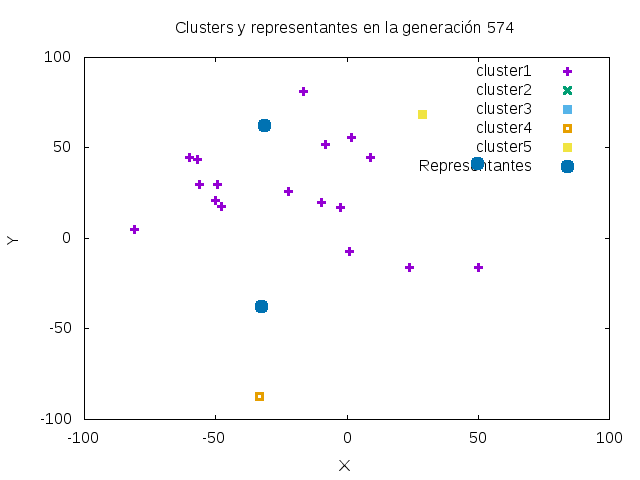 Clusters y representantes en la generación 574
100
cluster1
cluster2
cluster3
50
cluster4
cluster5
Representantes
Y
0
-50
-100
-100 -50 0 50 100
X